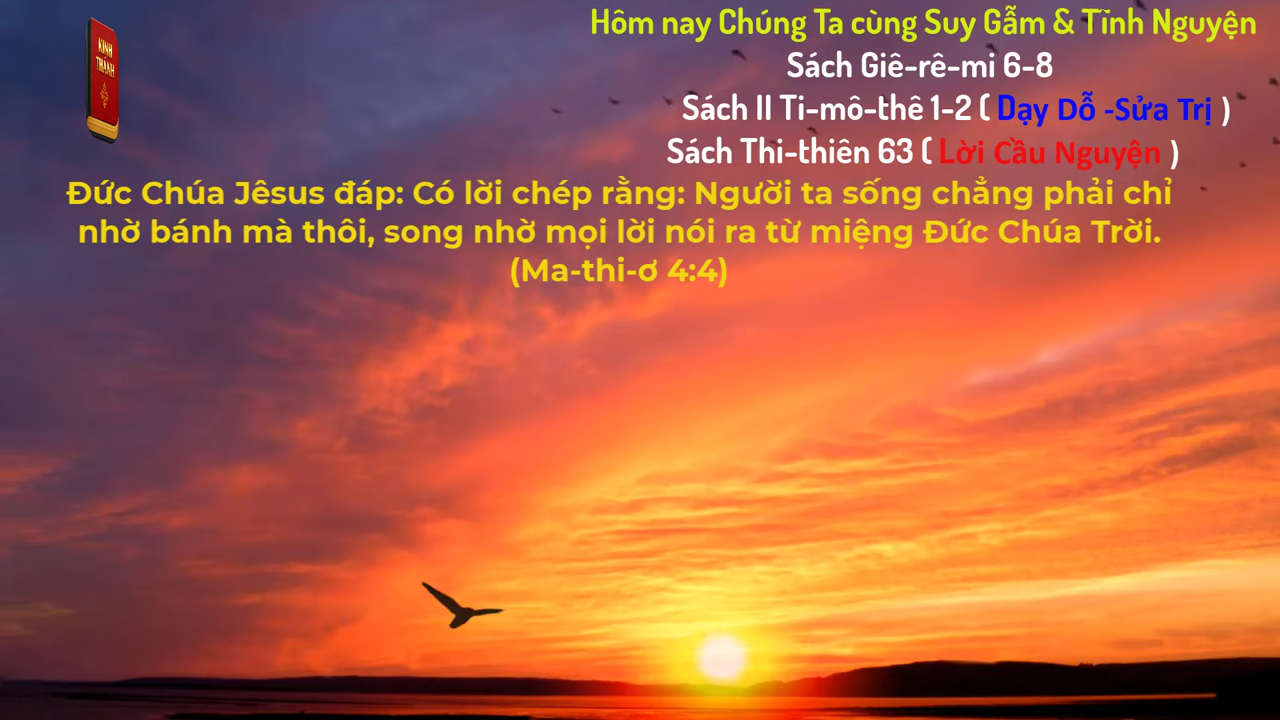 KINH
THÁNH
Hôm nay Chúng Ta cùng Suy Gẫm & Tĩnh Nguyện
Sách Giê-rê-mi 6-8
Sách II Ti-mô-thê 1-2 ( Dạy Dỗ -Sửa Trị )
Sách Thi-thiên 63 ( Lời Cầu Nguyện )
Đức Chúa Jêsus đáp: Có lời chép rằng: Người ta sống chẳng phải chỉ
nhờ bánh mà thôi, song nhờ mọi lời nói ra từ miệng Đức Chúa Trời.
(Ma-thi-ơ 4:4)